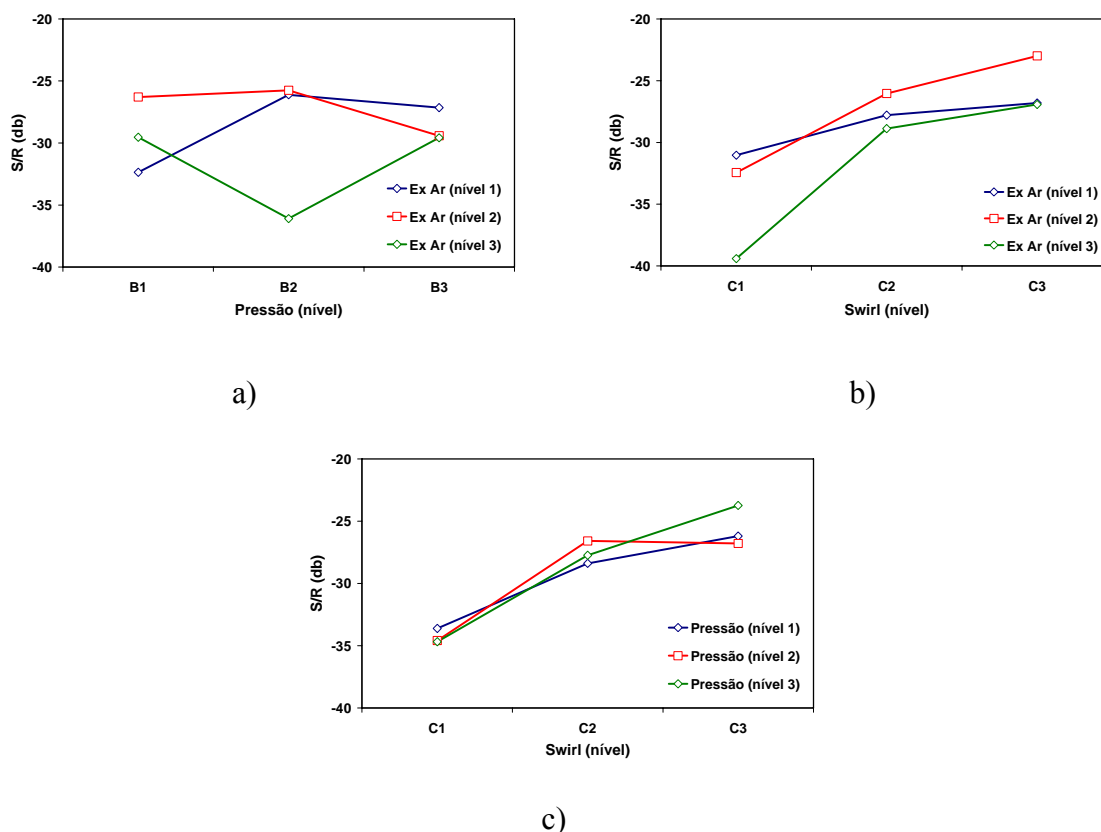 -20
-25
-30
-35
-40
S/R (db)
B1 B2 B3
Pressão (nível)
Ex Ar (nível 1)
Ex Ar (nível 2)
Ex Ar (nível 3)
a)
-20
-25
-30
-35
-40
S/R (db)
C1 C2 C3
Swirl (nível)
Ex Ar (nível 1)
Ex Ar (nível 2)
Ex Ar (nível 3)
b)
-20
-25
-30
-35
-40
S/R (db)
C1 C2 C3
Swirl (nível)
Pressão (nível 1)
Pressão (nível 2)
Pressão (nível 3)
c)